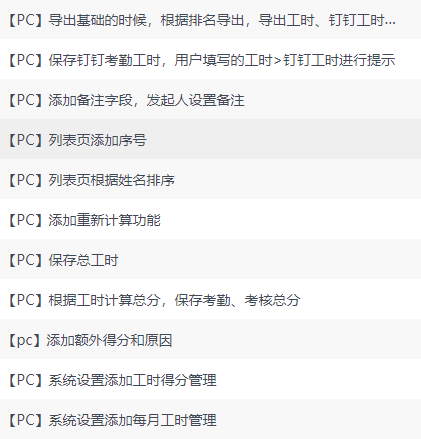 【PC】导出基础的时候，根据排名导出，导出工时、钉钉工时...
【PC】保存钉钉考勤工时，用户填写的工时>钉钉工时进行提示
【PC】添加备注字段，发起人设置备注
【PC】列表页添加序号
【PC】列表页根据姓名排序
【PC】添加重新计算功能
【PC】保存总工时
【PC】根据工时计算总分，保存考勤、考核总分
【pc】添加额外得分和原因
【PC】系统设置添加工时得分管理
【PC】系统设置添加每月工时管理